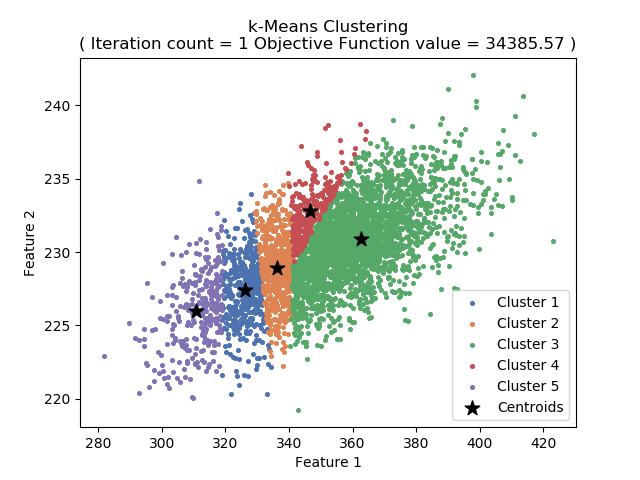 k-Means Clustering
( Iteration count = 1 Objective Function value = 34385.57 )
240
235
230
225
220
Feature 2
280 300 320 340 360 380 400 420
Feature 1
Cluster 1
Cluster 2
Cluster 3
Cluster 4
Cluster 5
Centroids